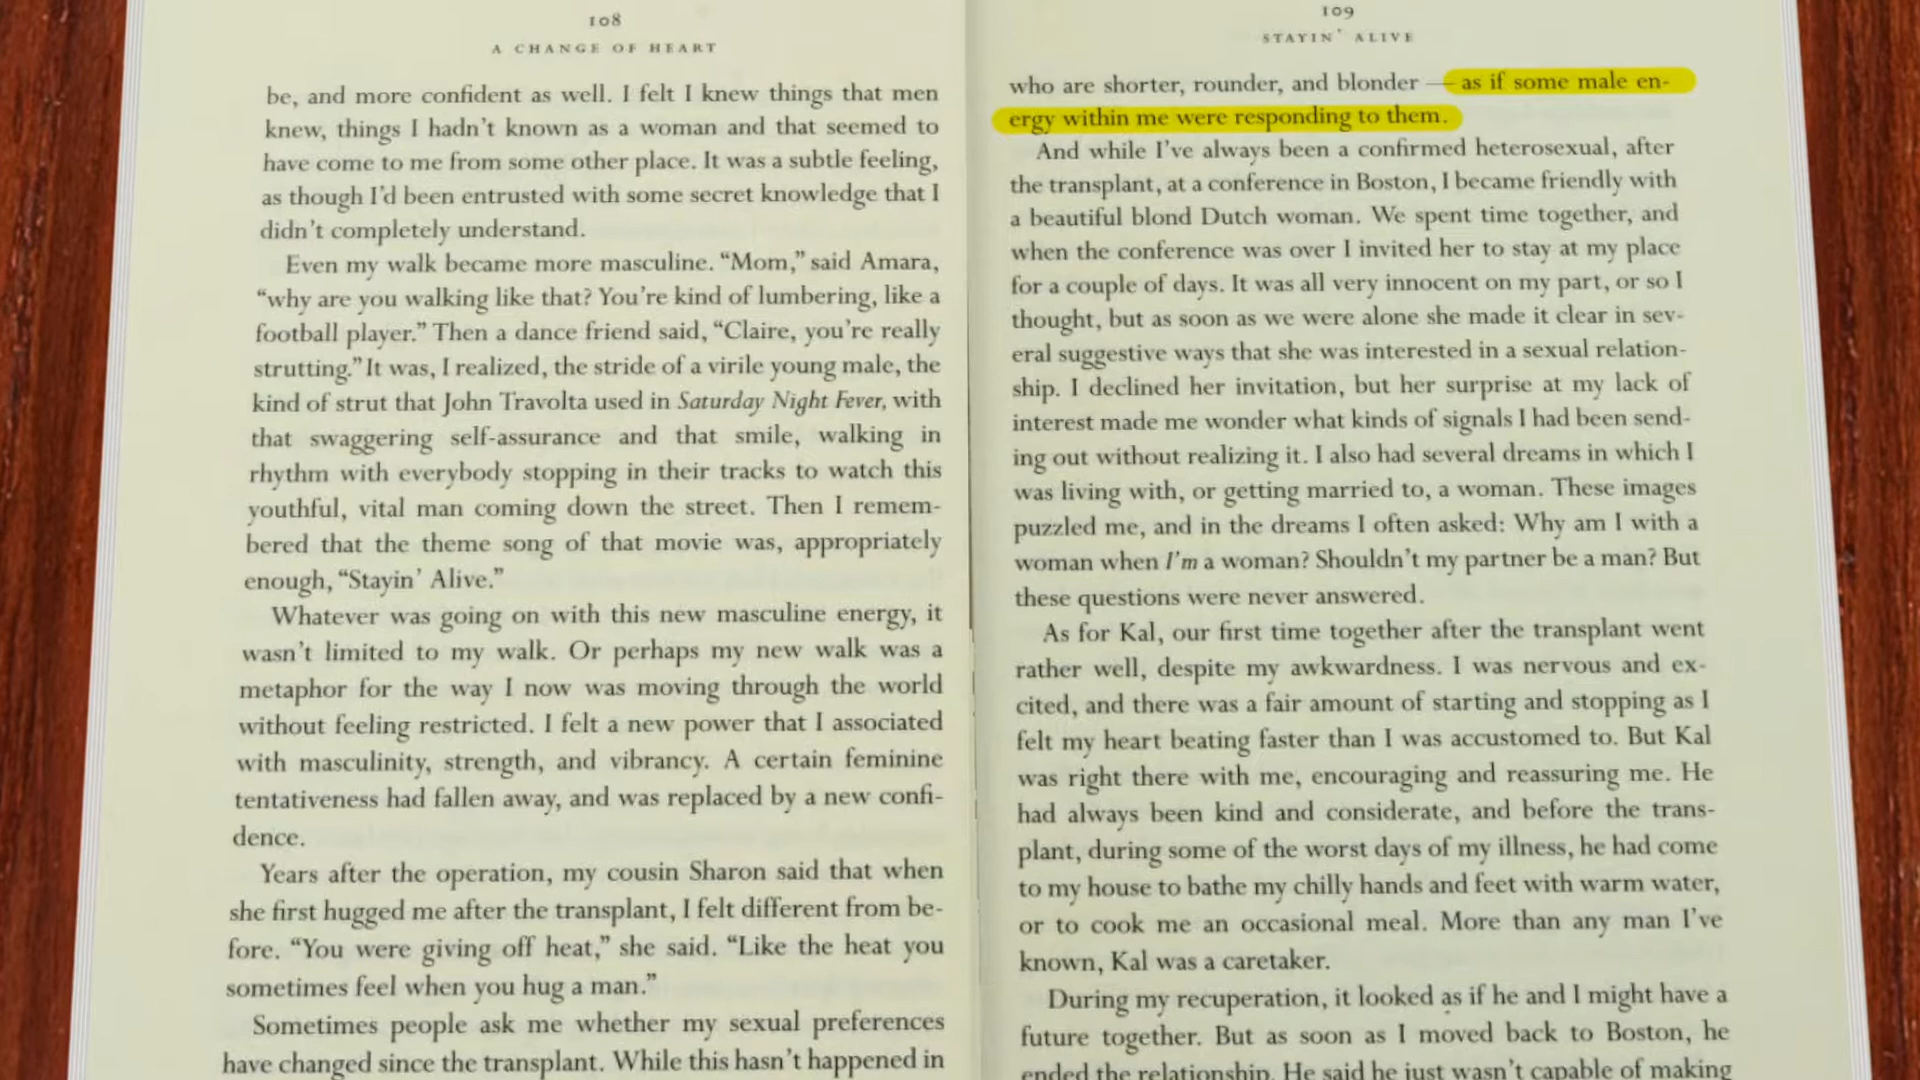 108
A CHANGE OF HEART
be, and more confident as well. I felt I knew things that men
knew, things I hadn't known as a woman and that seemed to
have come to me from some other place. It was a subtle feeling,
as though I'd been entrusted with some secret knowledge that I
didn't completely understand.
Even my walk became more masculine. “Mom,” said Amara,
“why are you walking like that? You're kind of lumbering, like a
football player.” Then a dance friend said, “Claire, you're really
strutting.” It was, I realized, the stride of a virile young male, the
kind of strut that John Travolta used in Saturday Night Fever, with
that swaggering self-assurance and that smile, walking in
rhythm with everybody stopping in their tracks to watch this
youthful, vital man coming down the street. Then I remem-
bered that the theme song of that movie was, appropriately
enough, “Stayin' Alive.”
Whatever was going on with this new masculine energy, it
wasn't limited to my walk. Or perhaps my new walk was a
metaphor for the way I now was moving through the world
without feeling restricted. I felt a new power that I associated
with masculinity, strength, and vibrancy. A certain feminine
tentativeness had fallen away, and was replaced by a new confi-
dence.
Years after the operation, my cousin Sharon said that when
she first hugged me after the transplant, I felt different from be-
fore. “You were giving off heat,” she said. “Like the heat you
sometimes feel when you hug a man.”
Sometimes people ask me whether my sexual preferences
have changed since the transplant. While this hasn't happened in
109
STAYIN' ALIVE
who are shorter, rounder, and blonder — as if some male en-
ergy within me were responding to them.
And while I've always been a confirmed heterosexual, after
the transplant, at a conference in Boston, I became friendly with
a beautiful blond Dutch woman. We spent time together, and
when the conference was over I invited her to stay at my place
for a couple of days. It was all very innocent on my part, or so I
thought, but as soon as we were alone she made it clear in sev-
eral suggestive ways that she was interested in a sexual relation-
ship. I declined her invitation, but her surprise at my lack of
interest made me wonder what kinds of signals I had been send-
ing out without realizing it. I also had several dreams in which I
was living with, or getting married to, a woman. These images
puzzled me, and in the dreams I often asked: Why am I with a
woman when I'm a woman? Shouldn't my partner be a man? But
these questions were never answered.
As for Kal, our first time together after the transplant went
rather well, despite my awkwardness. I was nervous and ex-
cited, and there was a fair amount of starting and stopping as I
felt my heart beating faster than I was accustomed to. But Kal
was right there with me, encouraging and reassuring me. He
had always been kind and considerate, and before the trans-
plant, during some of the worst days of my illness, he had come
to my house to bathe my chilly hands and feet with warm water,
or to cook me an occasional meal. More than any man I've
known, Kal was a caretaker.
During my recuperation, it looked as if he and I might have a
future together. But as soon as I moved back to Boston, he
ended the relationship. He said he just wasn't capable of making